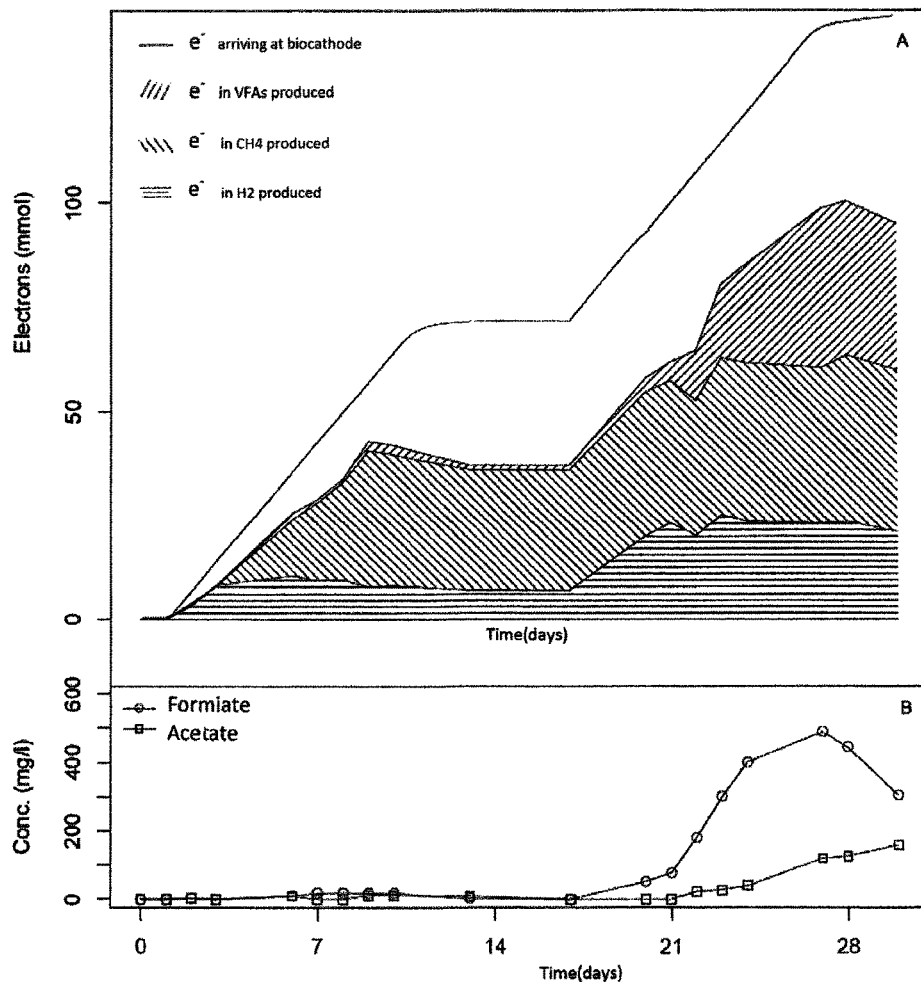 A
e- arriving at biocathode
e- in VFAs produced
e- in CH4 produced
e- in H2 produced
Electrons (mmol)
100
50
0
Time(days)
B
Formiate
Acetate
Conc. (mg/l)
600
400
200
0
0 7 14 21 28
Time(days)